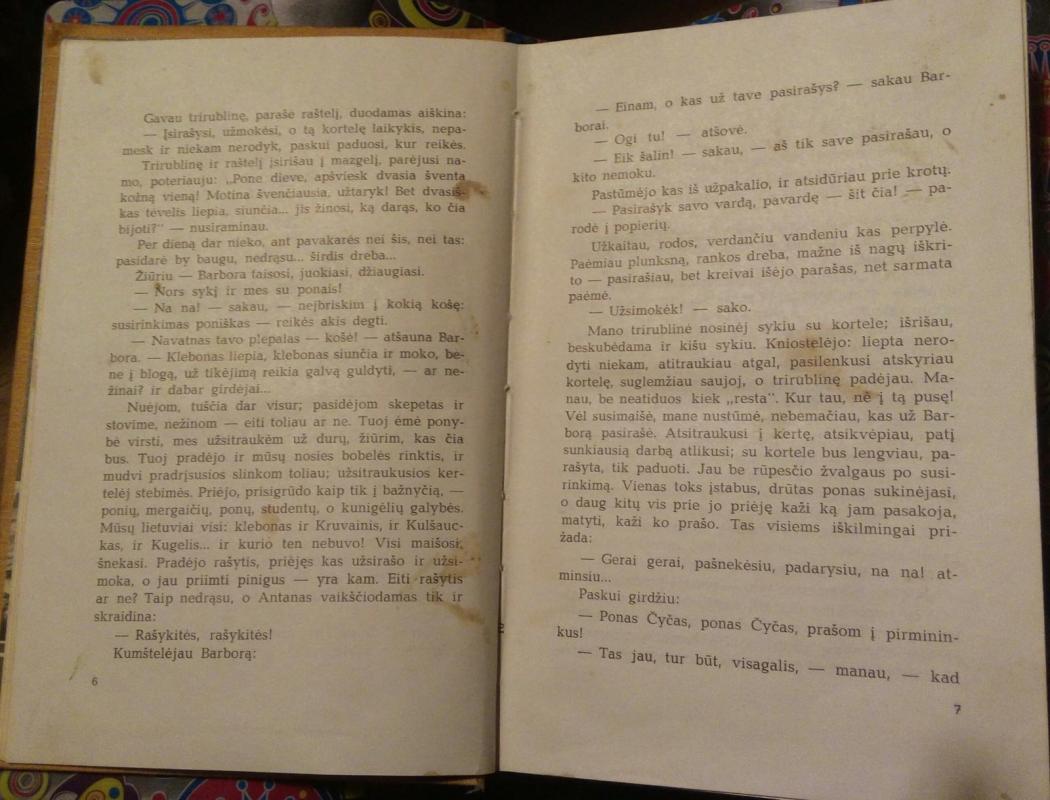 Gavau trirublinę, parašė raštelį, duodamas aiškina:
— Įsirašysi, užmokėsi, o tą kortelę laikykis, nepa-
mesk ir niekam nerodyk, paskui paduosi, kur reikės.
Trirublinę ir raštelį įsirišau į mazgelį, parėjusi na-
mo, poteriauju: „Pone dieve, apšviesk dvasia šventa
kožną vieną! Motina švenčiausia, užtaryk! Bet dvasiš-
kas tėvelis liepia, siunčia... jis žinosi, ką darąs, ko čia
bijoti?“ — nusiraminau.
Per dieną dar nieko, ant pavakarės nei šis, nei tas:
pasidarė by baugu, nedrąsu... širdis dreba...
Žiūriu — Barbora taisosi, juokiasi, džiaugiasi.
— Nors sykį ir mes su ponais!
— Na na! — sakau, — neįbriskim į kokią košę:
susirinkimas poniškas — reikės akis degti.
— Navatnas tavo plepalas — košė! — atšauna Bar-
bora. — Klebonas liepia, klebonas siunčia ir moko, be-
ne į blogą, už tikėjimą reikia galvą guldyti, — ar ne-
žinai? ir dabar girdėjai...
Nuėjom, tuščia dar visur; pasidėjom skepetas ir
stovime, nežinom — eiti toliau ar ne. Tuoj ėmė pony-
bė virsti, mes užsitraukėm už durų, žiūrim, kas čia
bus. Tuoj pradėjo ir mūsų nosies bobelės rinktis, ir
mudvi pradrįsusios slinkom toliau; užsitraukusios ker-
telėj stebimės. Priėjo, prisigrūdo kaip tik į bažnyčią, —
ponių, mergaičių, ponų, studentų, o kunigėlių galybės.
Mūsų lietuviai visi: klebonas ir Kruvainis, ir Kulšauc-
kas, ir Kugelis... ir kurio ten nebuvo! Visi maišosi,
šnekasi. Pradėjo rašytis, priėjęs kas užsirašo ir užsi-
moka, o jau priimti pinigus — yra kam. Eiti rašytis
ar ne? Taip nedrąsu, o Antanas vaikščiodamas tik ir
skraidina:
— Rašykitės, rašykitės!
Kumštelėjau Barborą:
6
— Einam, o kas už tave pasirašys? — sakau Bar-
borai.
— Ogi tu! — atšovė.
— Eik šalin! — sakau, — aš tik save pasirašau, o
kito nemoku.
Pastūmėjo kas iš užpakalio, ir atsidūriau prie krotų.
— Pasirašyk savo vardą, pavardę — šit čia! — pa-
rodė į popierių.
Užkaitau, rodos, verdančiu vandeniu kas perpylė.
Paėmiau plunksną, rankos dreba, mažne iš nagų iškri-
to — pasirašiau, bet kreivai išėjo parašas, net sarmata
paėmė.
— Užsimokėk! — sako.
Mano trirublinė nosinėj sykiu su kortele; išrišau,
beskubėdama ir kišu sykiu. Kniostelėjo: liepta nero-
dyti niekam, atitraukiau atgal, pasilenkusi atskyriau
kortelę, suglemžiau saujoj, o trirublinę padėjau. Ma-
nau, be neatiduos kiek „resta“. Kur tau, nė į tą pusę!
Vėl susimaišė, mane nustūmė, nebemačiau, kas už Bar-
borą pasirašė. Atsitraukusi į kertę, atsikvėpiau, patį
sunkiausią darbą atlikusi; su kortele bus lengviau, pa-
rašyta, tik paduoti. Jau be rūpesčio žvalgaus po susi-
rinkimą. Vienas toks įstabus, drūtas ponas sukinėjasi,
o daug kitų vis prie jo priėję kaži ką jam pasakoja,
matyti, kaži ko prašo. Tas visiems iškilmingai pri-
žada:
— Gerai gerai, pašnekėsiu, padarysiu, na na! at-
minsiu...
Paskui girdžiu:
— Ponas Čyčas, ponas Čyčas, prašom į pirminin-
kus!
— Tas jau, tur būt, visagalis, — manau, — kad
7